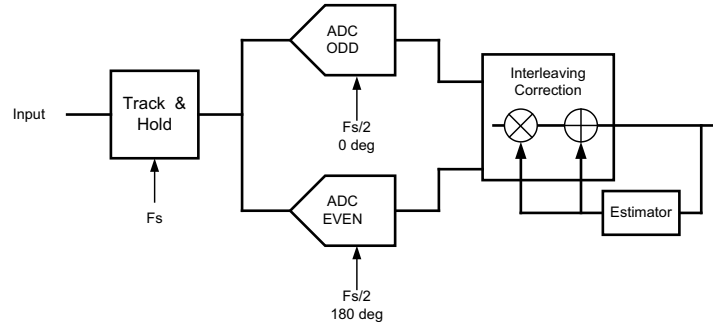 Input
Track &
Hold
Fs
ADC
ODD
Fs/2
0 deg
ADC
EVEN
Fs/2
180 deg
Interleaving
Correction
Estimator